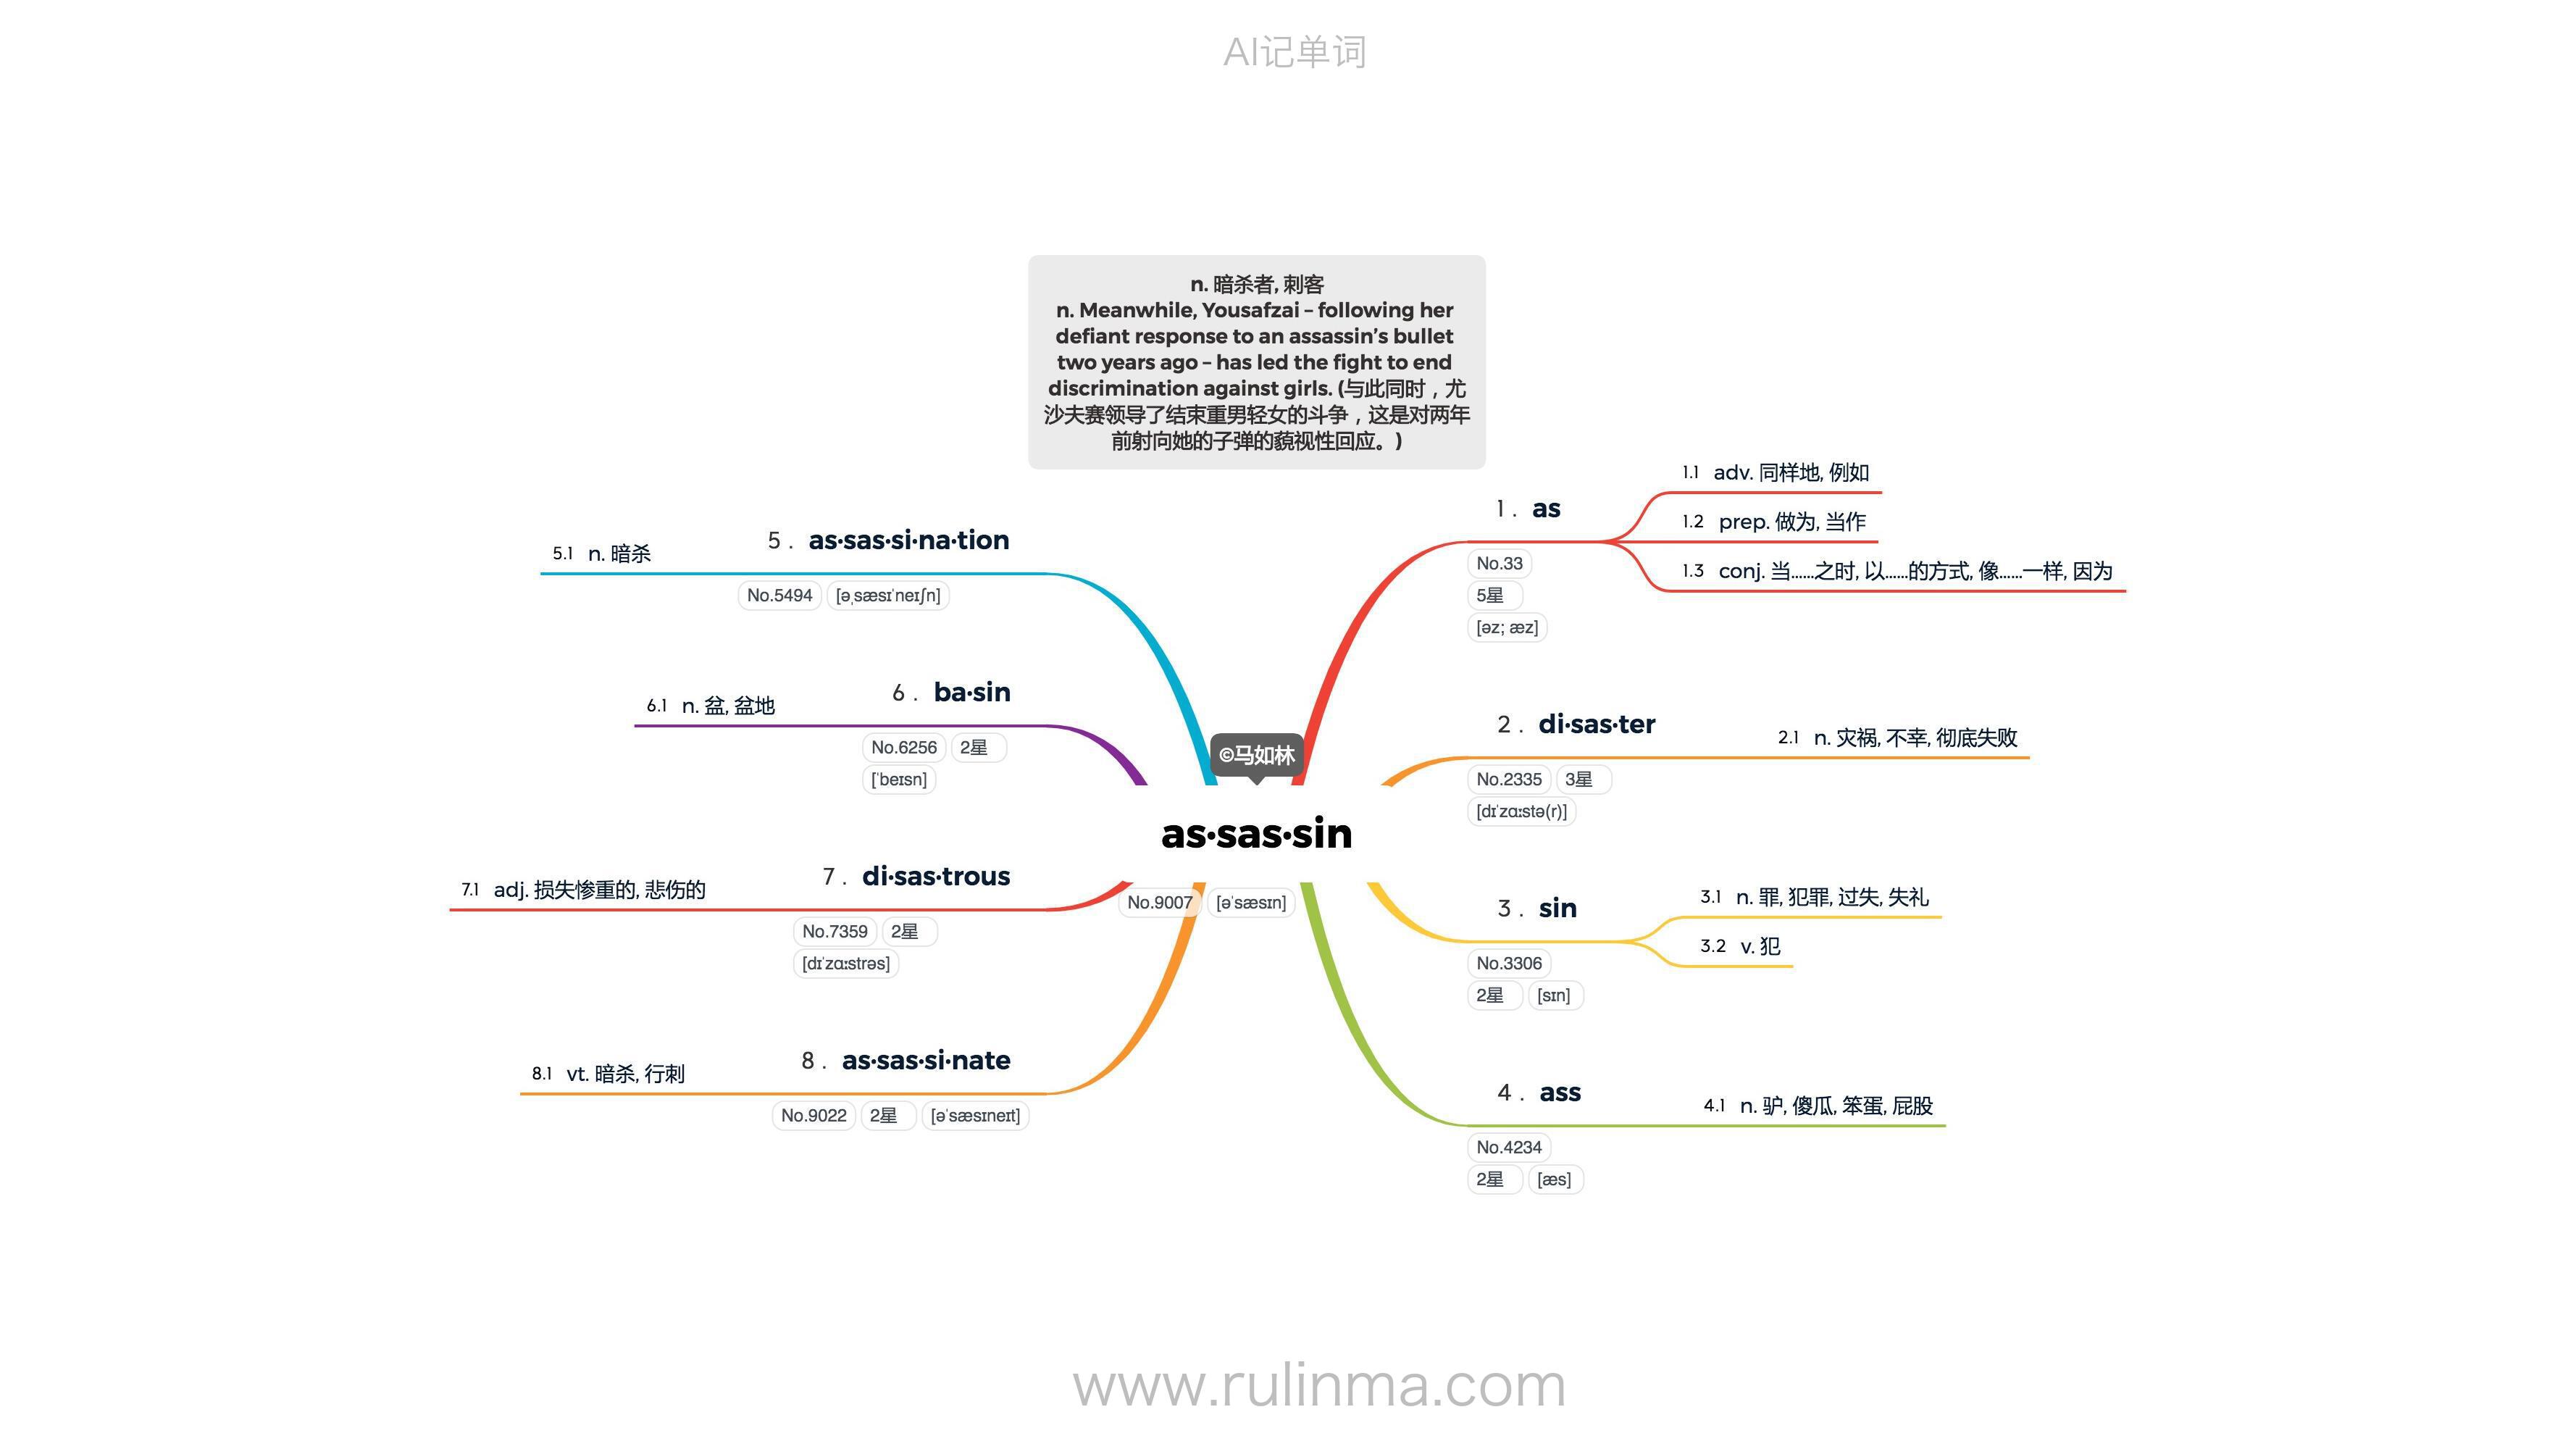 AI记单词
n. 暗杀者, 刺客
n. Meanwhile, Yousafzai – following her
defiant response to an assassin’s bullet
two years ago – has led the fight to end
discrimination against girls. (与此同时，尤
沙夫赛领导了结束重男轻女的斗争，这是对两年
前射向她的子弹的藐视性回应。)
©马如林
as·sas·sin
No.9007 [əˈsæsɪn]
1. as
No.33
5星
[əz; æz]
1.1 adv. 同样地, 例如
1.2 prep. 做为, 当作
1.3 conj. 当……之时, 以……的方式, 像……一样, 因为
2. di·sas·ter
No.2335 3星
[dɪˈzɑːstə(r)]
2.1 n. 灾祸, 不幸, 彻底失败
3. sin
No.3306
2星 [sɪn]
3.1 n. 罪, 犯罪, 过失, 失礼
3.2 v. 犯
4. ass
No.4234
2星 [æs]
4.1 n. 驴, 傻瓜, 笨蛋, 屁股
5. as·sas·si·na·tion
No.5494 [əˌsæsɪˈneɪʃn]
5.1 n. 暗杀
6. ba·sin
No.6256 2星
[ˈbeɪsn]
6.1 n. 盆, 盆地
7. di·sas·trous
No.7359 2星
[dɪˈzɑːstrəs]
7.1 adj. 损失惨重的, 悲伤的
8. as·sas·si·nate
No.9022 2星 [əˈsæsɪneɪt]
8.1 vt. 暗杀, 行刺
www.rulinma.com